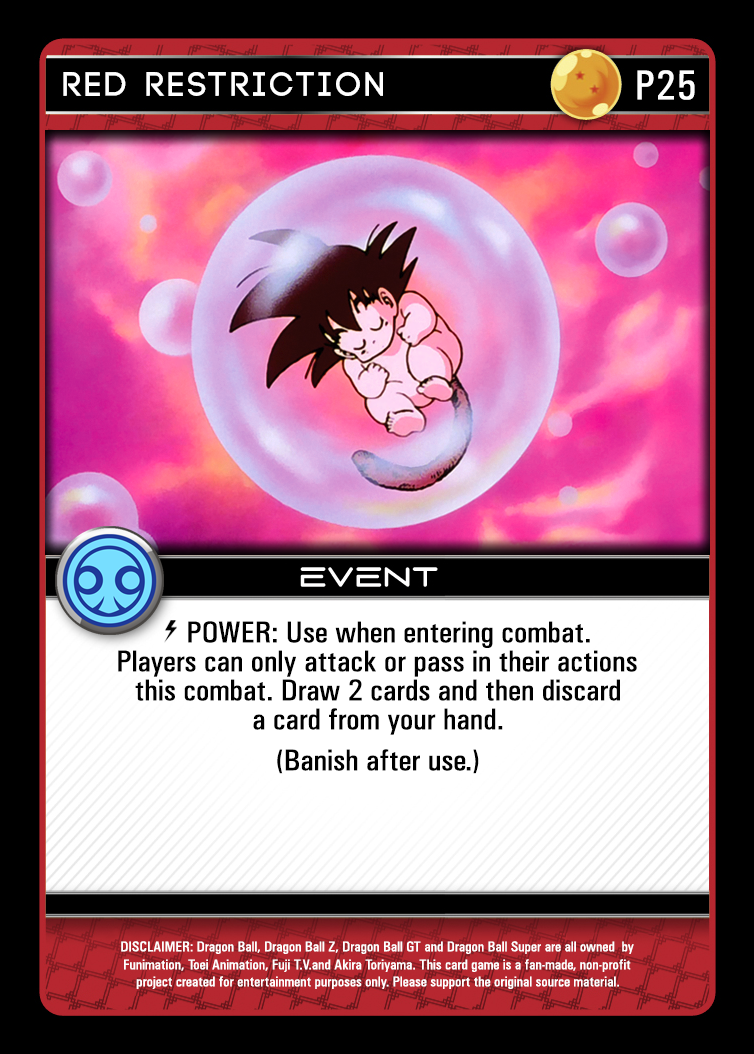 RED RESTRICTION
P25
EVENT
POWER: Use when entering combat.
Players can only attack or pass in their actions
this combat. Draw 2 cards and then discard
a card from your hand.
(Banish after use.)
DISCLAIMER: Dragon Ball, Dragon Ball Z, Dragon Ball GT and Dragon Ball Super are all owned by
Funimation, Toei Animation, Fuji T.V.and Akira Toriyama. This card game is a fan-made, non-profit
project created for entertainment purposes only. Please support the original source material.